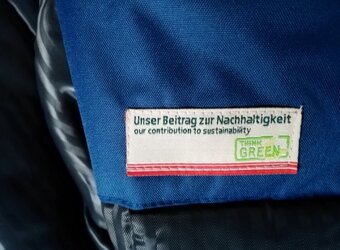 Unser Beitrag zur Nachhaltigkeit
our contribution to sustainability
THINK
GREEN